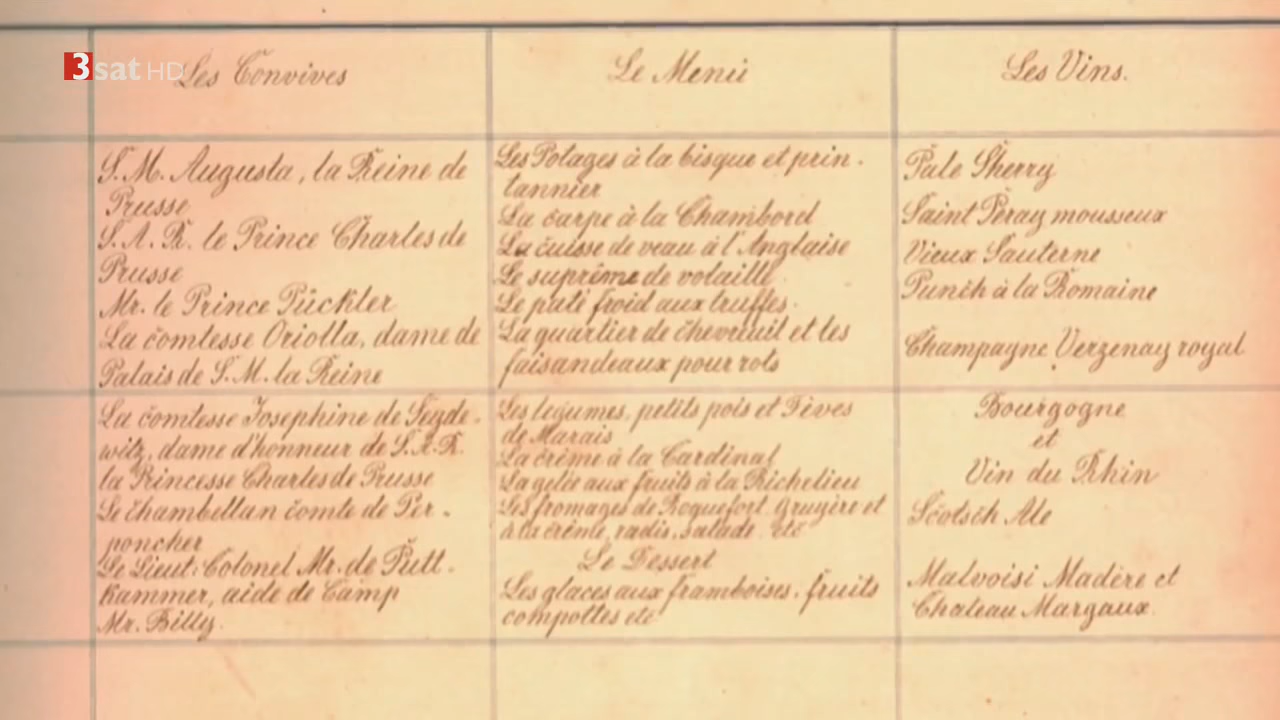 3sat HD
Les Convives
Le Menü
Les Vins.
S. M. Augusta, la Reine de
Prusse
S. A. R. le Prince Charles de
Prusse
Mr. le Prince Pückler
La comtesse Oriolla, dame de
Palais de S. M. la Reine
Les Potages à la bisque et prin-
tannier
La carpe à la Chambord
La cuisse de veau à l'Anglaise
Le suprême de volaille
Le paté froid aux truffes.
La quartier de chevreuil et les
faisandeaux pour rots
Pale Sherry
Saint Péray mousseux
Vieux Sauterne
Punch à la Romaine
Champagne Verzenay royal
La comtesse Josephine de Seyde-
witz, dame d'honneur de S. A. R.
la Princesse Charles de Prusse
Le chambellan comte de Per-
poncher
Le Lieut: Colonel Mr. de Putt-
kammer, aide de Camp
Mr. Billy.
Les legumes, petits pois et Fèves
de Marais
La crème à la Cardinal
La gelée aux fruits à la Richelieu
Les fromages de Roquefort, Gruyère et
à la crème, radis, salade etc
Le Dessert
Les glaces aux framboises, fruits
compottes etc
Bourgogne
et
Vin du Rhin
Scotsch Ale
Malvoisi Madère et
Chateau Margaux.